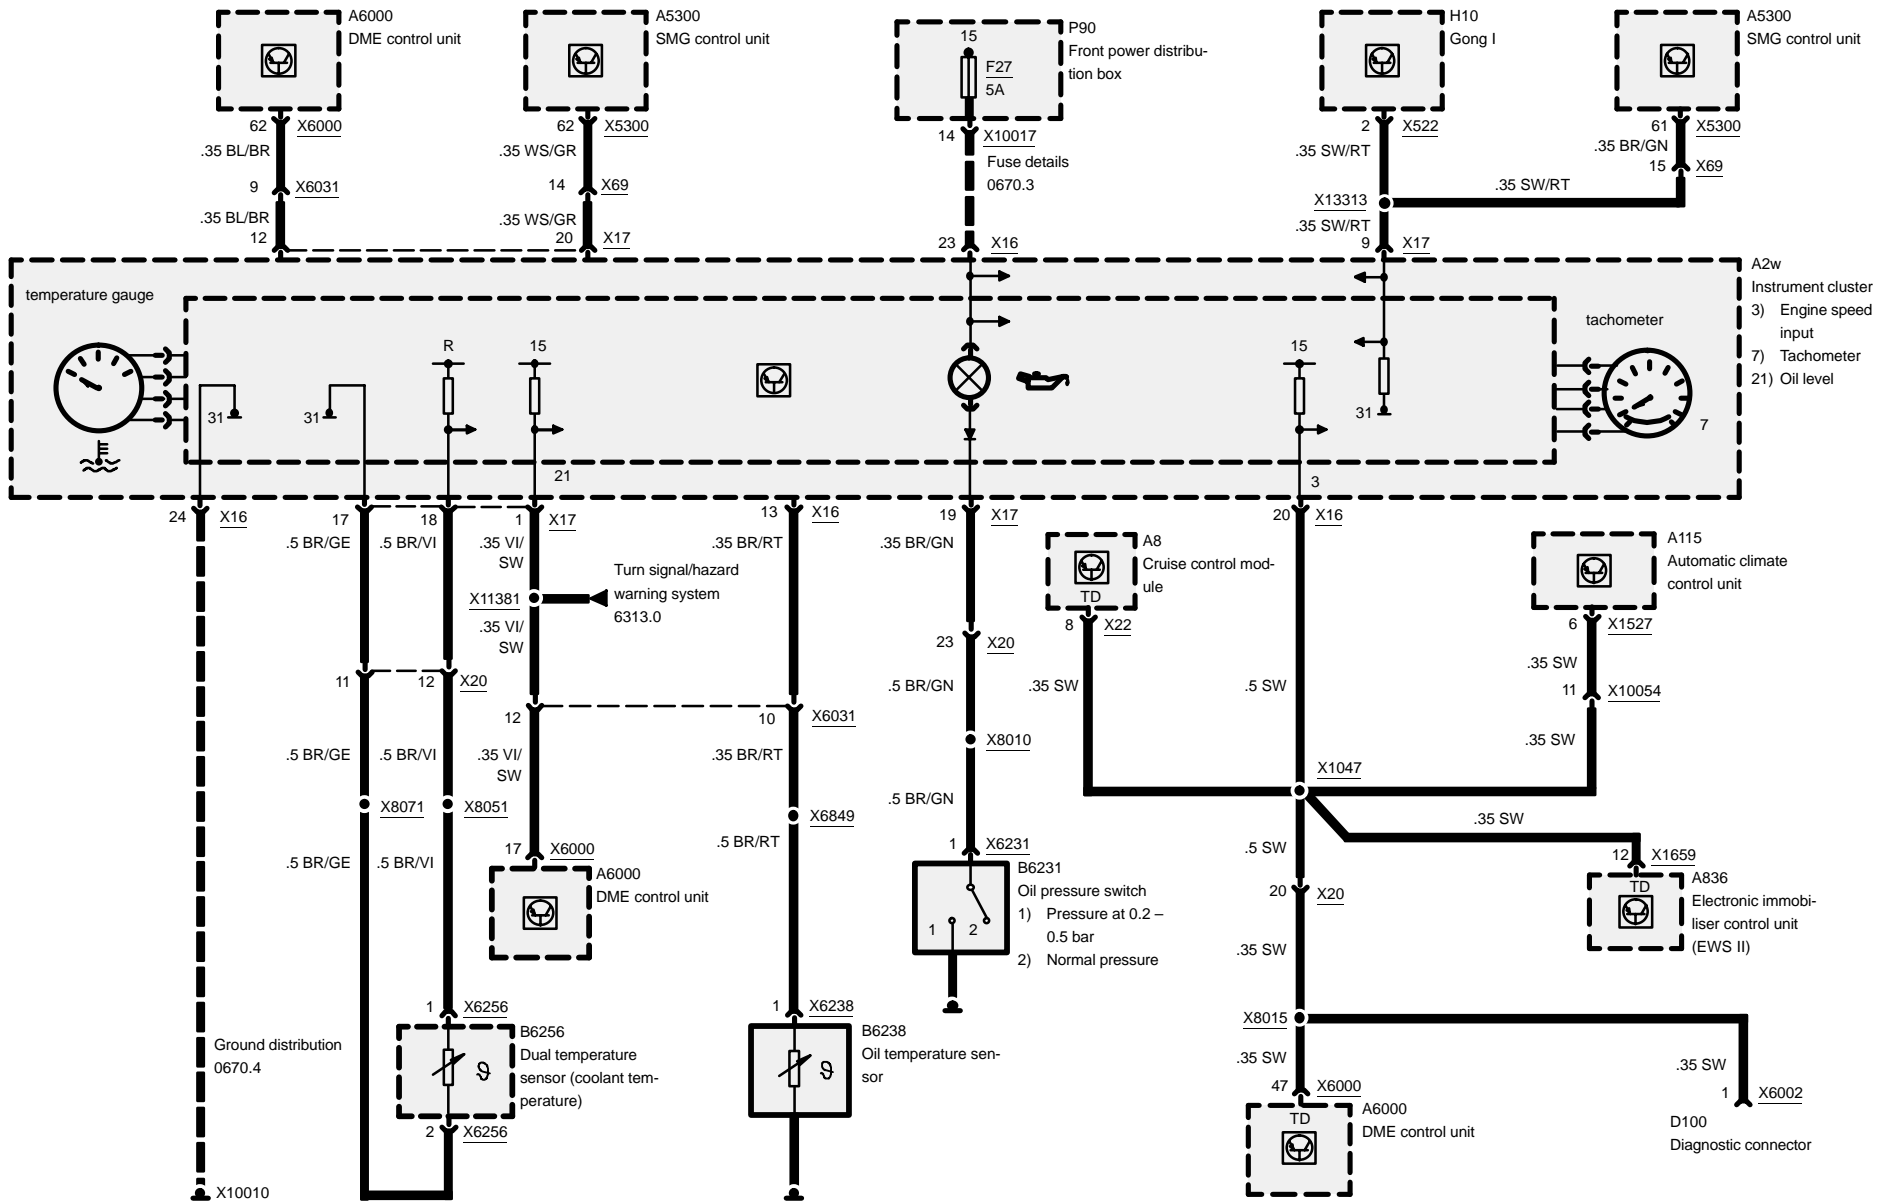 A6000
DME control unit
A5300
SMG control unit
15
F27
5A
P90
Front power distribu-
tion box
H10
Gong I
A5300
SMG control unit
62 X6000
62 X5300
14 X10017
2 X522
61 X5300
.35 BL/BR
.35 WS/GR
Fuse details
0670.3
.35 SW/RT
.35 BR/GN
15 X69
9 X6031
14 X69
.35 SW/RT
X13313
.35 BL/BR
.35 WS/GR
.35 SW/RT
12
20 X17
23 X16
9 X17
A2w
Instrument cluster
3) Engine speed
input
7) Tachometer
21) Oil level
temperature gauge
tachometer
R
15
15
31
31
31
7
21
3
24 X16
17
18
1 X17
13 X16
19 X17
20 X16
.5 BR/GE
.5 BR/VI
.35 VI/
SW
.35 BR/RT
.35 BR/GN
A8
Cruise control mod-
ule
TD
A115
Automatic climate
control unit
Turn signal/hazard
warning system
6313.0
X11381
8 X22
6 X1527
.35 VI/
SW
23 X20
.35 SW
11
12 X20
.5 BR/GN
.35 SW
.5 SW
11 X10054
12
10 X6031
X8010
.35 SW
.5 BR/GE
.5 BR/VI
.35 VI/
SW
.35 BR/RT
X1047
X8071
X8051
X6849
.5 BR/GN
.35 SW
.5 BR/GE
.5 BR/VI
17 X6000
.5 BR/RT
1 X6231
.5 SW
12 X1659
A6000
DME control unit
B6231
Oil pressure switch
1) Pressure at 0.2 –
0.5 bar
2) Normal pressure
1
2
20 X20
TD
A836
Electronic immobi-
liser control unit
(EWS II)
.35 SW
1 X6256
1 X6238
X8015
Ground distribution
0670.4
B6256
Dual temperature
sensor (coolant tem-
perature)
ϑ
B6238
Oil temperature sen-
sor
ϑ
.35 SW
.35 SW
47 X6000
1 X6002
2 X6256
TD
A6000
DME control unit
D100
Diagnostic connector
X10010